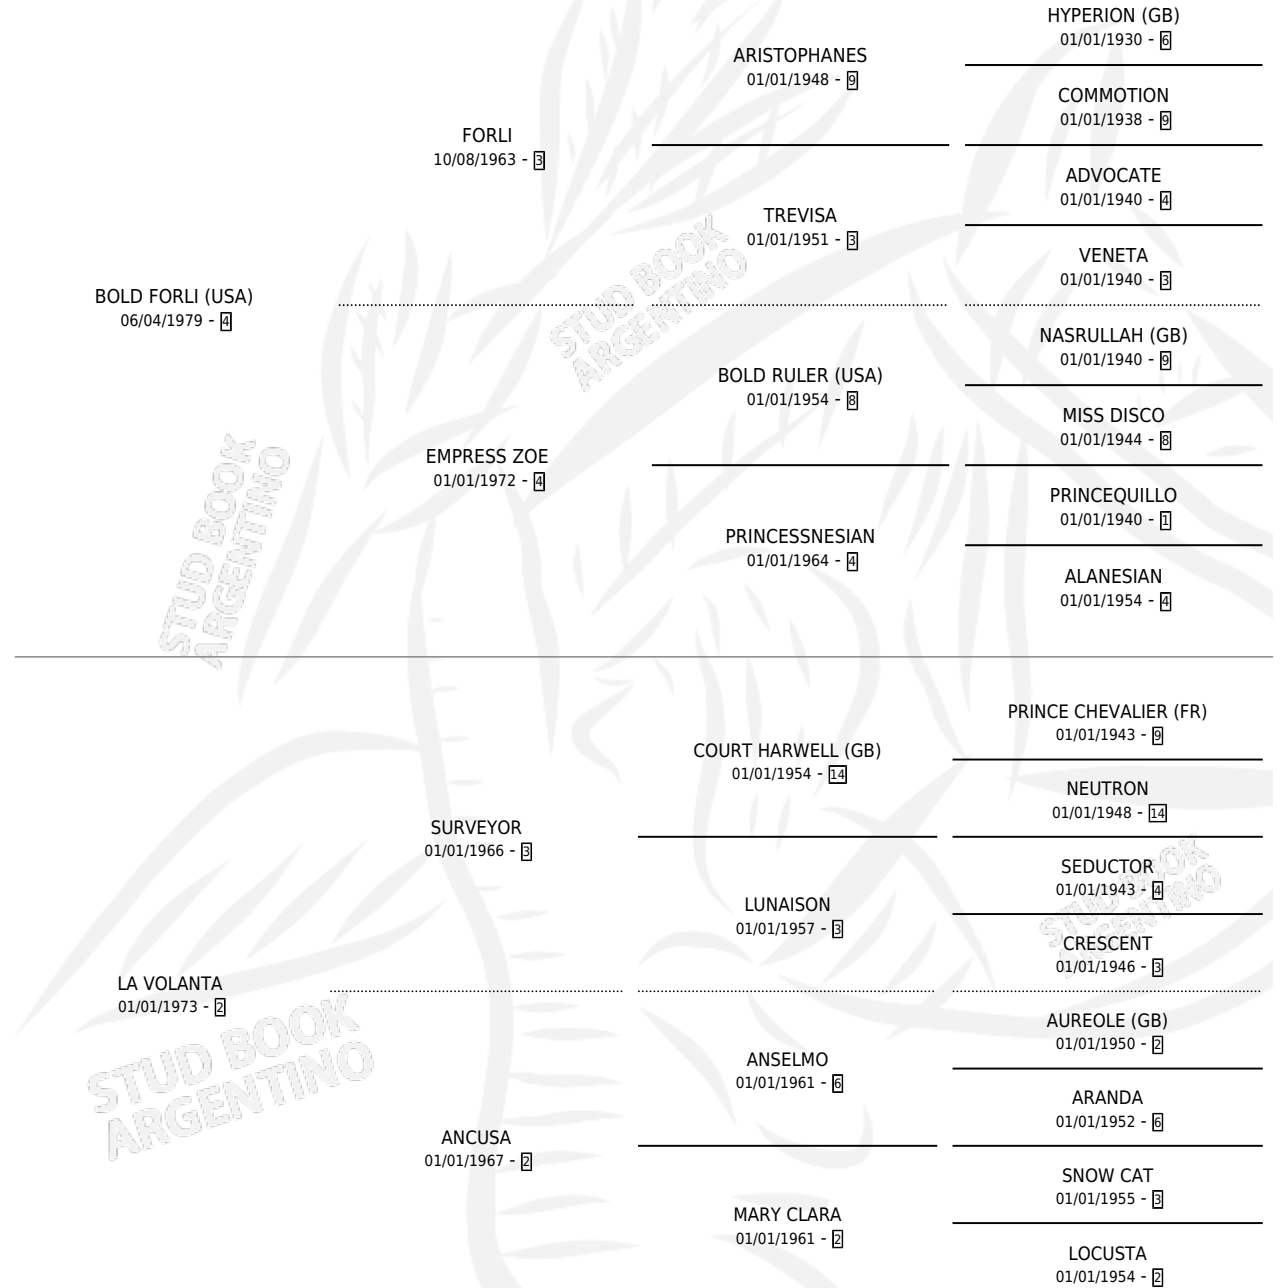 HYPERION (GB)
01/01/1930 - 6
ARISTOPHANES
01/01/1948 - 9
COMMOTION
01/01/1938 - 9
FORLI
10/08/1963 - 3
ADVOCATE
01/01/1940 - 4
TREVISA
01/01/1951 - 3
VENETA
01/01/1940 - 3
BOLD FORLI (USA)
06/04/1979 - 4
NASRULLAH (GB)
01/01/1940 - 9
BOLD RULER (USA)
01/01/1954 - 8
MISS DISCO
01/01/1944 - 8
EMPRESS ZOE
01/01/1972 - 4
PRINCEQUILLO
01/01/1940 - 1
PRINCESSNESIAN
01/01/1964 - 4
ALANESIAN
01/01/1954 - 4
STUD BOOK
ARGENTINO
STUD BOOK
ARGENTINO
PRINCE CHEVALIER (FR)
01/01/1943 - 9
COURT HARWELL (GB)
01/01/1954 - 14
NEUTRON
01/01/1948 - 14
SURVEYOR
01/01/1966 - 3
SEDUCTOR
01/01/1943 - 4
LUNAISON
01/01/1957 - 3
CRESCENT
01/01/1946 - 3
LA VOLANTA
01/01/1973 - 2
AUREOLE (GB)
01/01/1950 - 2
ANSELMO
01/01/1961 - 6
ARANDA
01/01/1952 - 6
ANCUSA
01/01/1967 - 2
SNOW CAT
01/01/1955 - 3
MARY CLARA
01/01/1961 - 2
LOCUSTA
01/01/1954 - 2
STUD BOOK
ARGENTINO
STUD BOOK
ARGENTINO